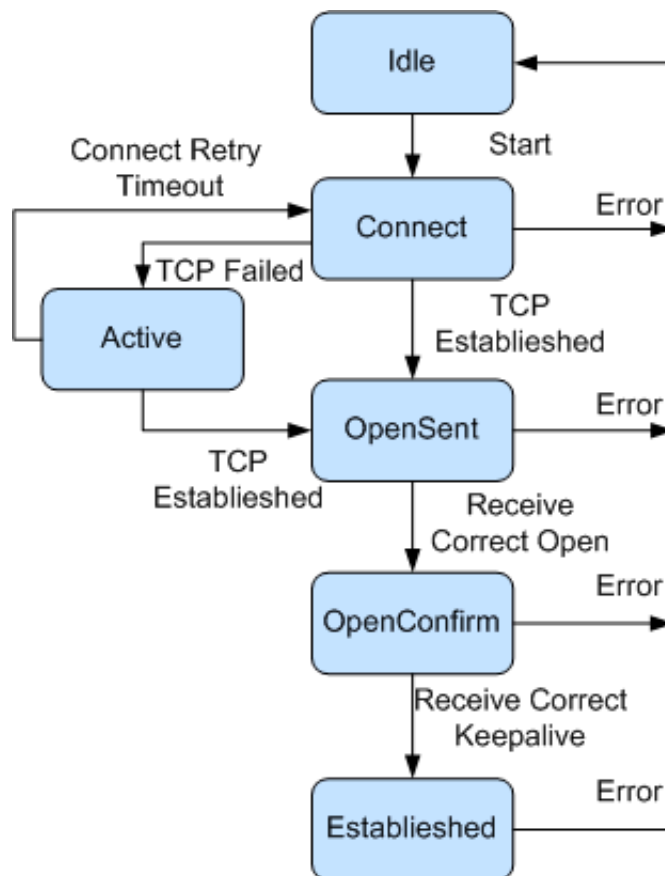 Idle
Start
Connect Retry
Timeout
Connect
Error
TCP Failed
Active
TCP
Establieshed
OpenSent
Error
TCP
Establieshed
Receive
Correct Open
OpenConfirm
Error
Receive Correct
Keepalive
Establieshed
Error